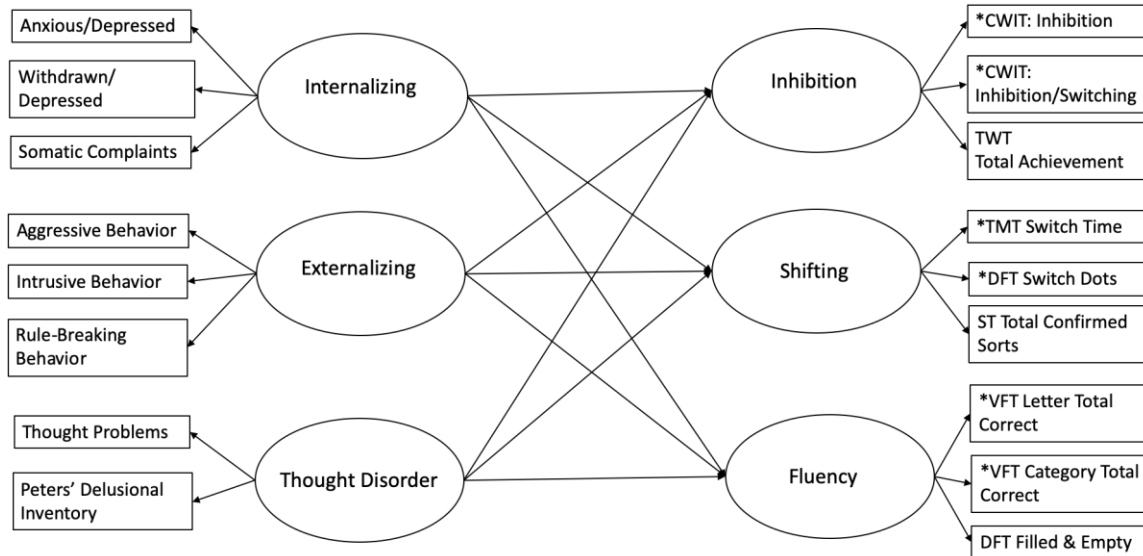 Anxious/Depressed
Withdrawn/
Depressed
Somatic Complaints
Internalizing
Inhibition
*CWIT: Inhibition
*CWIT:
Inhibition/Switching
TWT
Total Achievement
Aggressive Behavior
Intrusive Behavior
Rule-Breaking
Behavior
Externalizing
Shifting
*TMT Switch Time
*DFT Switch Dots
ST Total Confirmed
Sorts
Thought Problems
Peters’ Delusional
Inventory
Thought Disorder
Fluency
*VFT Letter Total
Correct
*VFT Category Total
Correct
DFT Filled & Empty